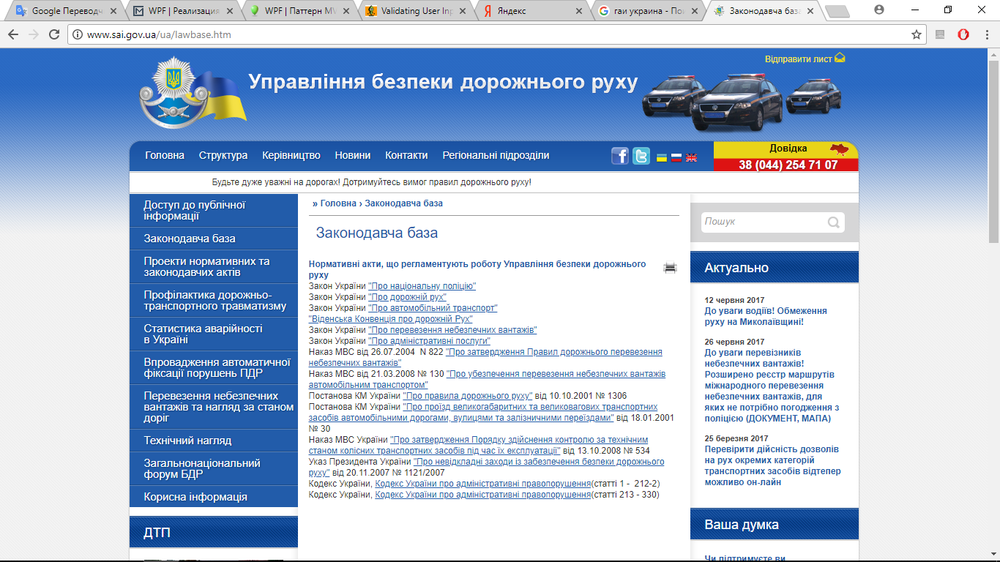 Google Переводч
WPF | Реализация
WPF | Паттерн MV
Validating User Inp
Яндекс
гаи украина - Пои
Законодавча база
www.sai.gov.ua/ua/lawbase.htm
Відправити лист
Управління безпеки дорожнього руху
Головна
Структура
Керівництво
Новини
Контакти
Регіональні підрозділи
Довідка
38 (044) 254 71 07
Будьте дуже уважні на дорогах! Дотримуйтесь вимог правил дорожнього руху!
Доступ до публічної
інформації
Законодавча база
Проекти нормативних та
законодавчих актів
Профілактика дорожньо-
транспортного травматизму
Статистика аварійності
в Україні
Впровадження автоматичної
фіксації порушень ПДР
Перевезення небезпечних
вантажів та нагляд за станом
доріг
Технічний нагляд
Загальнонаціональний
форум БДР
Корисна інформація
ДТП
» Головна › Законодавча база
Законодавча база
Нормативні акти, що регламентують роботу Управління безпеки дорожнього
руху
Закон України "Про національну поліцію"
Закон України "Про дорожній рух"
Закон України "Про автомобільний транспорт"
"Віденська Конвенція про дорожній Рух"
Закон України "Про перевезення небезпечних вантажів"
Закон України "Про адміністративні послуги"
Наказ МВС від 26.07.2004 N 822 "Про затвердження Правил дорожнього перевезення
небезпечних вантажів"
Наказ МВС від 21.03.2008 № 130 "Про убезпечення перевезення небезпечних вантажів
автомобільним транспортом"
Постанова КМ України "Про правила дорожнього руху" від 10.10.2001 № 1306
Постанова КМ України "Про проїзд великогабаритних та великовагових транспортних
засобів автомобільними дорогами, вулицями та залізничними переїздами" від 18.01.2001
№ 30
Наказ МВС України "Про затвердження Порядку здійснення контролю за технічним
станом колісних транспортних засобів під час їх експлуатації" від 13.10.2008 № 534
Указ Президента України "Про невідкладні заходи із забезпечення безпеки дорожнього
руху" від 20.11.2007 № 1121/2007
Кодекс України, Кодекс України про адміністративні правопорушення(статті 1 - 212-2)
Кодекс України, Кодекс України про адміністративні правопорушення(статті 213 - 330)
Пошук
Актуально
12 червня 2017
До уваги водіїв! Обмеження
руху на Миколаївщині!
26 червня 2017
До уваги перевізників
небезпечних вантажів!
Розширено реєстр маршрутів
міжнародного перевезення
небезпечних вантажів, для
яких не потрібно погодження з
поліцією (ДОКУМЕНТ, МАПА)
25 березня 2017
Перевірити дійсність дозволів
на рух окремих категорій
транспортних засобів відтепер
можливо он-лайн
Ваша думка
Чи підтримуєте ви